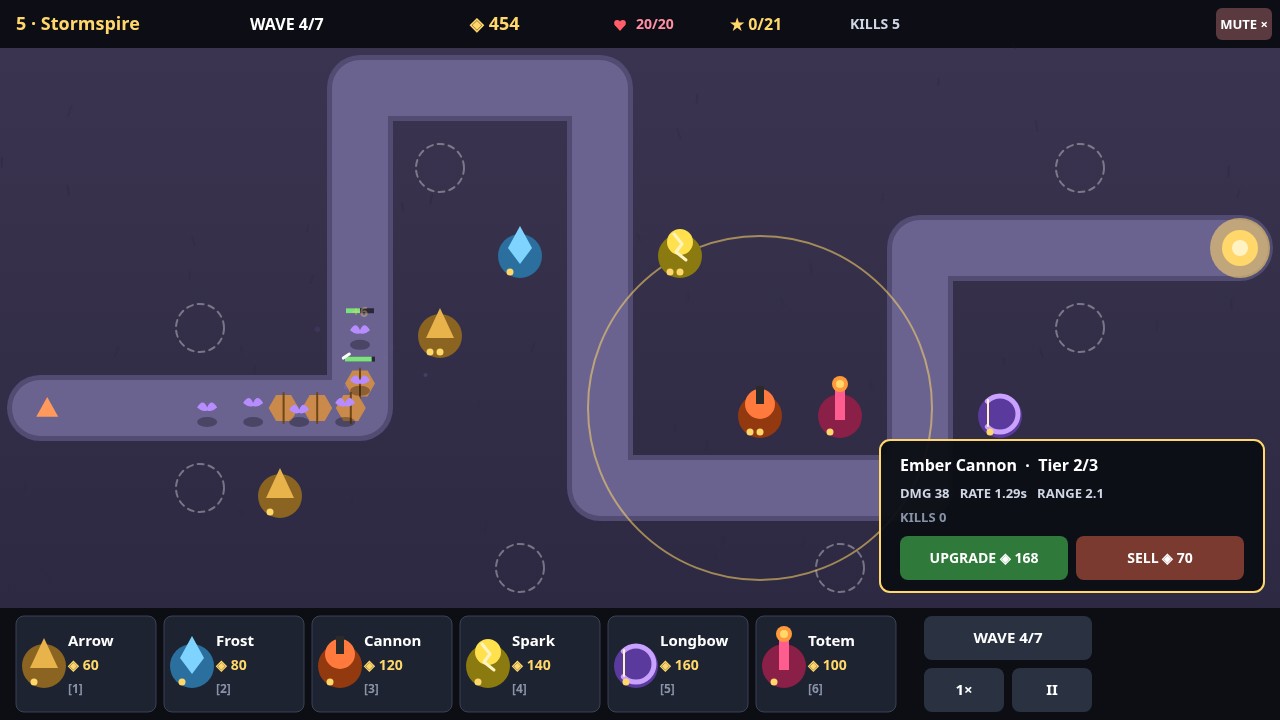 5 · Stormspire
WAVE 4/7
◈ 454
♥ 20/20
★ 0/21
KILLS 5
MUTE ×
Ember Cannon · Tier 2/3
DMG 38 RATE 1.29s RANGE 2.1
KILLS 0
UPGRADE ◈ 168
SELL ◈ 70
Arrow
◈ 60
[1]
Frost
◈ 80
[2]
Cannon
◈ 120
[3]
Spark
◈ 140
[4]
Longbow
◈ 160
[5]
Totem
◈ 100
[6]
WAVE 4/7
1×
II